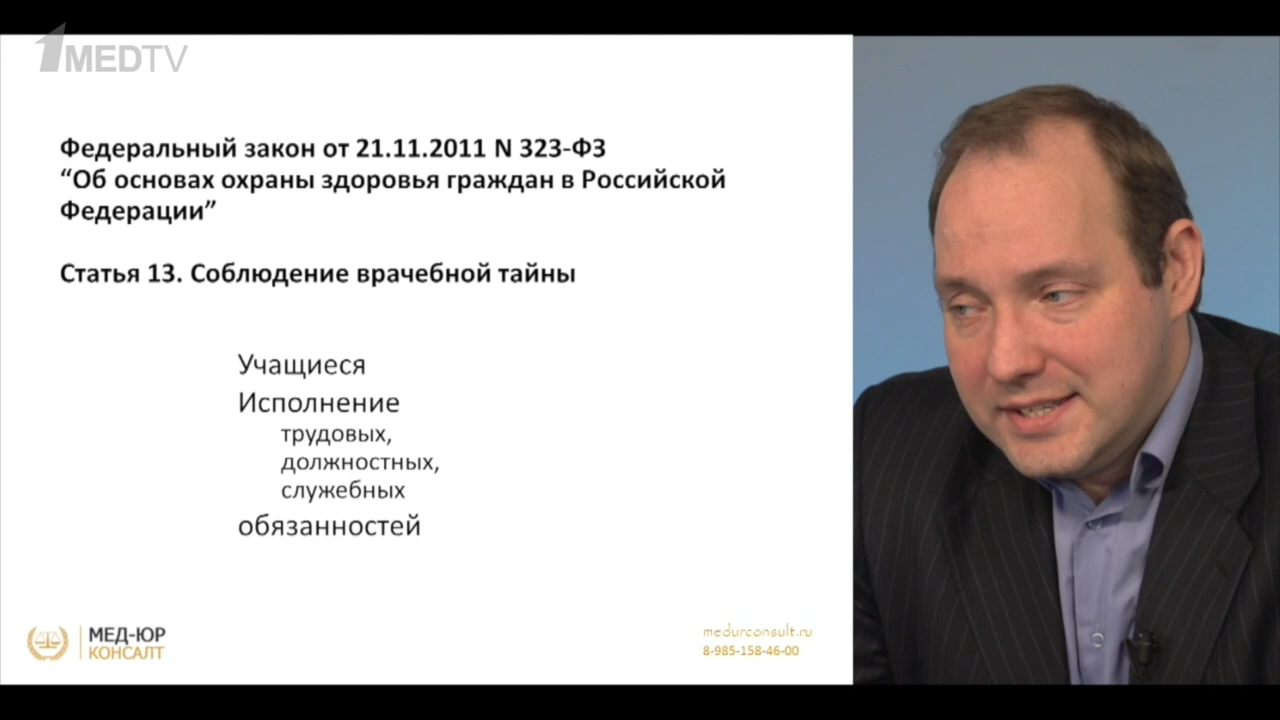 1MEDTV
Федеральный закон от 21.11.2011 N 323-ФЗ
“Об основах охраны здоровья граждан в Российской
Федерации”
Статья 13. Соблюдение врачебной тайны
Учащиеся
Исполнение
трудовых,
должностных,
служебных
обязанностей
МЕД-ЮР
КОНСАЛТ
medurconsult.ru
8-985-158-46-00